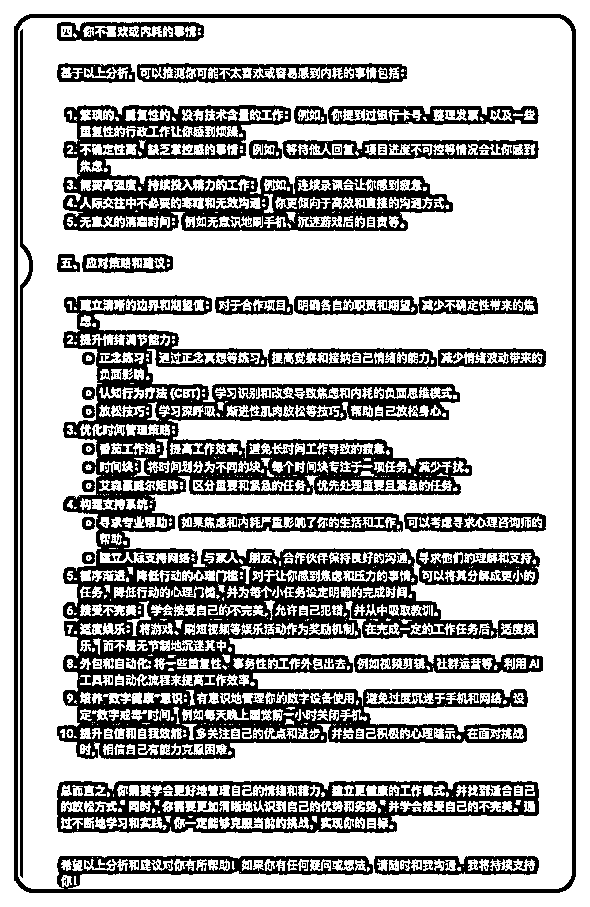 四、你不喜欢或内耗的事情：
基于以上分析，可以推测你可能不太喜欢或容易感到内耗的事情包括：
1. 繁琐的、重复性的、没有技术含量的工作：例如，你提到过银行卡号、整理发票、以及一些
重复性的行政工作让你感到烦躁。
2. 不确定性高、缺乏掌控感的事情：例如，等待他人回复、项目进度不可控等情况会让你感到
焦虑。
3. 需要高强度、持续投入精力的工作：例如，连续录课会让你感到疲惫。
4. 人际交往中不必要的寒暄和无效沟通：你更倾向于高效和直接的沟通方式。
5. 无意义的消磨时间：例如无意识地刷手机、沉迷游戏后的自责等。
五、应对策略和建议：
1. 建立清晰的边界和期望值：对于合作项目，明确各自的职责和期望，减少不确定性带来的焦
虑。
2. 提升情绪调节能力：
○ 正念练习：通过正念冥想等练习，提高觉察和接纳自己情绪的能力，减少情绪波动带来的
负面影响。
○ 认知行为疗法 (CBT)：学习识别和改变导致焦虑和内耗的负面思维模式。
○ 放松技巧：学习深呼吸、渐进性肌肉放松等技巧，帮助自己放松身心。
3. 优化时间管理策略：
○ 番茄工作法：提高工作效率，避免长时间工作导致的疲惫。
○ 时间块：将时间划分为不同的块，每个时间块专注于一项任务，减少干扰。
○ 艾森豪威尔矩阵：区分重要和紧急的任务，优先处理重要且紧急的任务。
4. 构建支持系统：
○ 寻求专业帮助：如果焦虑和内耗严重影响了你的生活和工作，可以考虑寻求心理咨询师的
帮助。
○ 建立人际支持网络：与家人、朋友、合作伙伴保持良好的沟通，寻求他们的理解和支持。
5. 循序渐进，降低行动的心理门槛：对于让你感到焦虑和压力的事情，可以将其分解成更小的
任务，降低行动的心理门槛，并为每个小任务设定明确的完成时间。
6. 接受不完美：学会接受自己的不完美，允许自己犯错，并从中吸取教训。
7. 适度娱乐：将游戏、刷短视频等娱乐活动作为奖励机制，在完成一定的工作任务后，适度娱
乐，而不是无节制地沉迷其中。
8. 外包和自动化：将一些重复性、事务性的工作外包出去，例如视频剪辑、社群运营等，利用 AI
工具和自动化流程来提高工作效率。
9. 培养“数字健康”意识：有意识地管理你的数字设备使用，避免过度沉迷于手机和网络，设
定“数字戒毒”时间，例如每天晚上睡觉前一小时关闭手机。
10. 提升自信和自我效能：多关注自己的优点和进步，并给自己积极的心理暗示，在面对挑战
时，相信自己有能力克服困难。
总而言之，你需要学会更好地管理自己的情绪和精力，建立更健康的工作模式，并找到适合自己
的放松方式。同时，你需要更加清晰地认识到自己的优势和劣势，并学会接受自己的不完美。通
过不断地学习和实践，你一定能够克服当前的挑战，实现你的目标。
希望以上分析和建议对你有所帮助！如果你有任何疑问或想法，请随时和我沟通。我将持续支持
你！